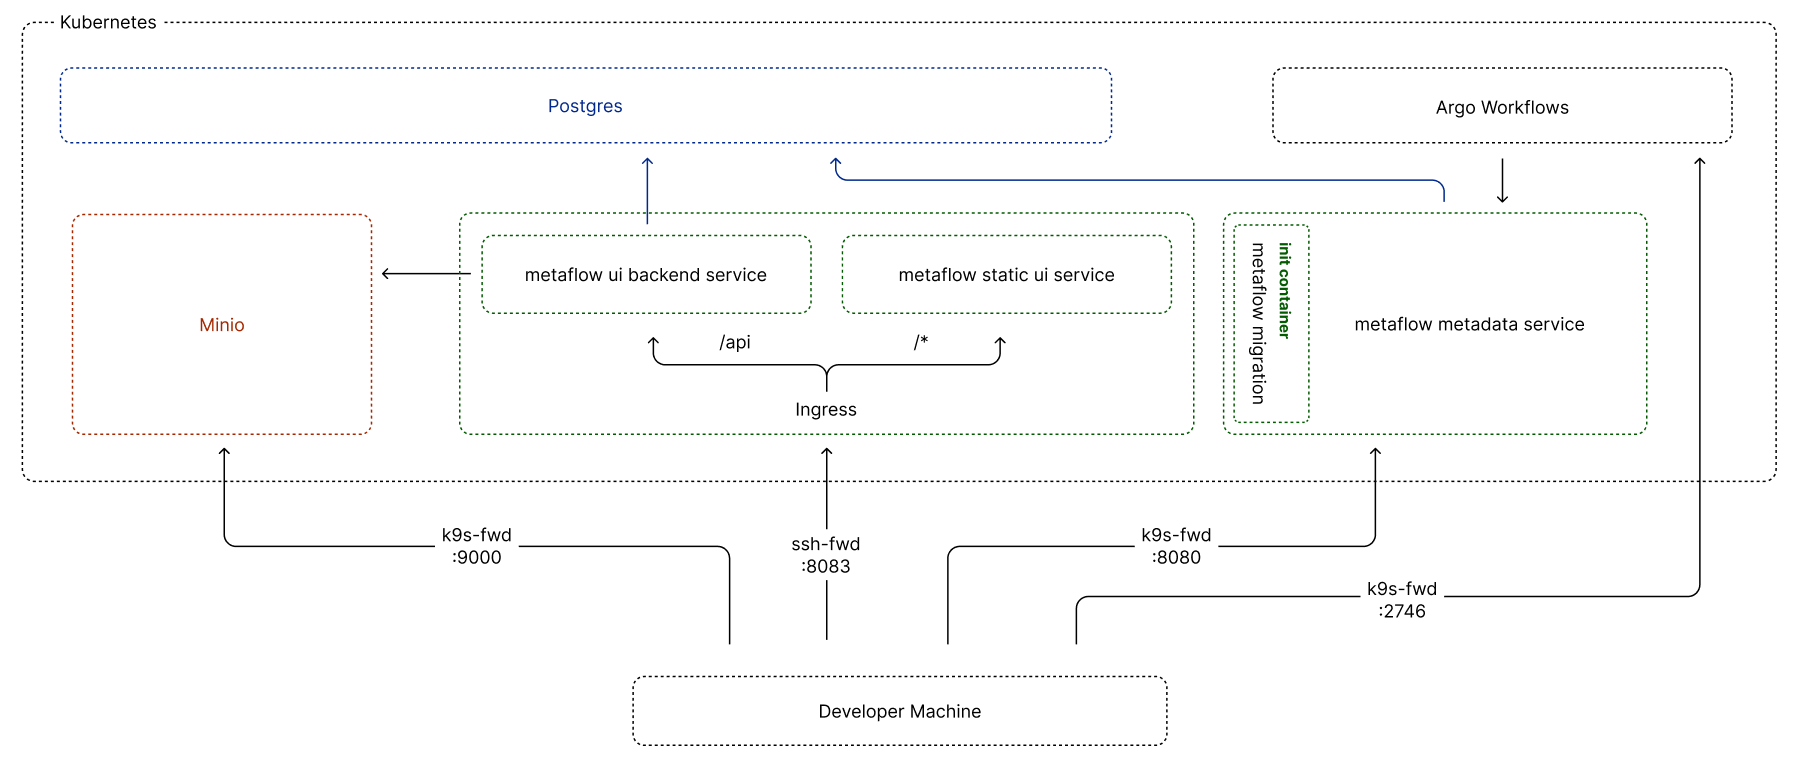 Kubernetes
Postgres
Argo Workflows
Minio
metaflow ui backend service
metaflow static ui service
/api
/*
Ingress
init container
metaflow migration
metaflow metadata service
k9s-fwd
:9000
ssh-fwd
:8083
k9s-fwd
:8080
k9s-fwd
:2746
Developer Machine